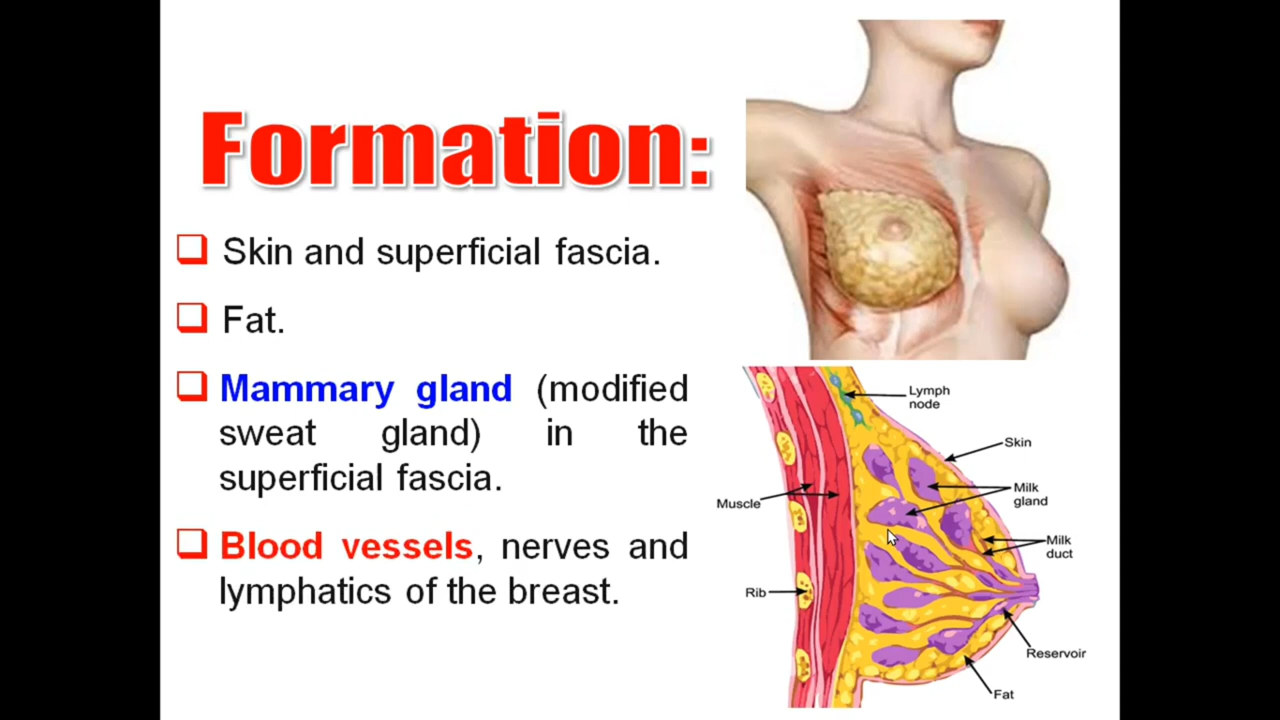 Formation:
Skin and superficial fascia.
Fat.
Mammary gland (modified
sweat gland) in the
superficial fascia.
Blood vessels, nerves and
lymphatics of the breast.
Lymph
node
Skin
Milk
gland
Muscle
Milk
duct
Rib
Reservoir
Fat